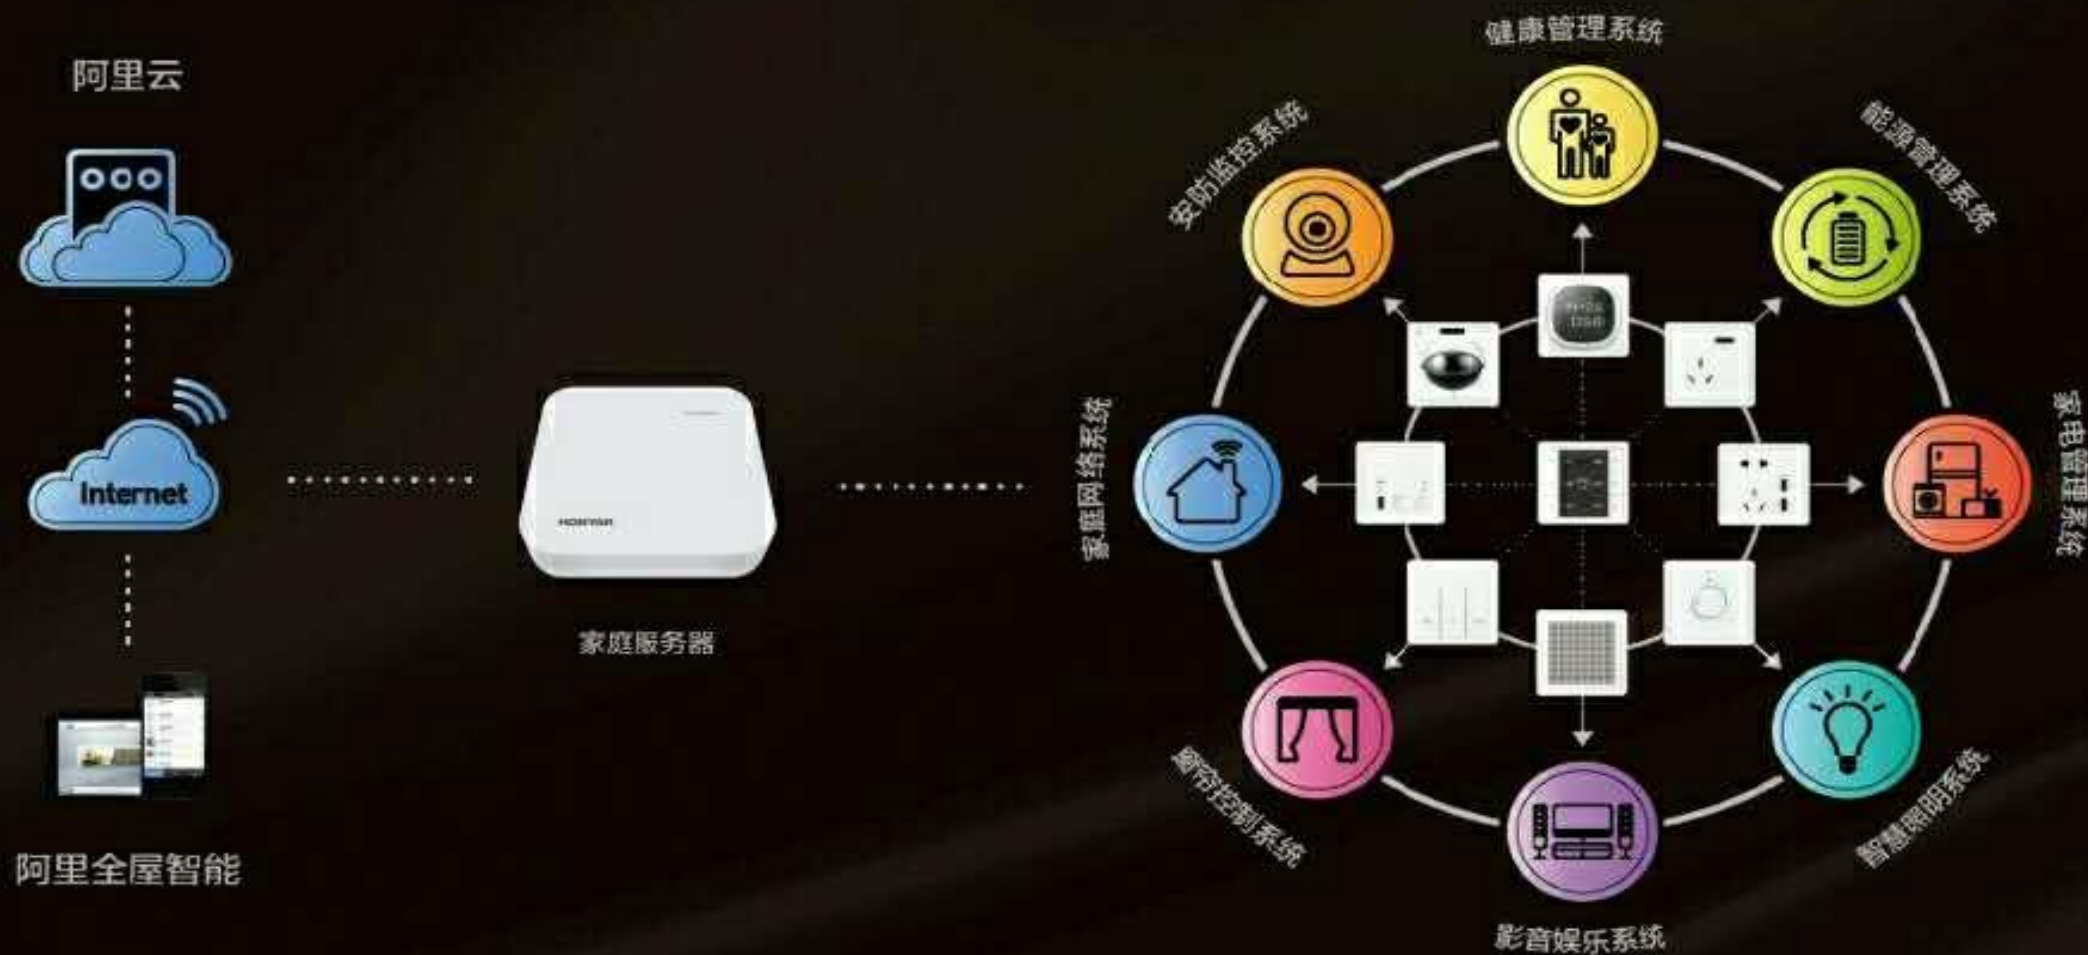 阿里云
Internet
阿里全屋智能
HONYAR
家庭服务器
健康管理系统
能源管理系统
家电管理系统
智慧照明系统
影音娱乐系统
窗帘控制系统
家庭网络系统
安防监控系统